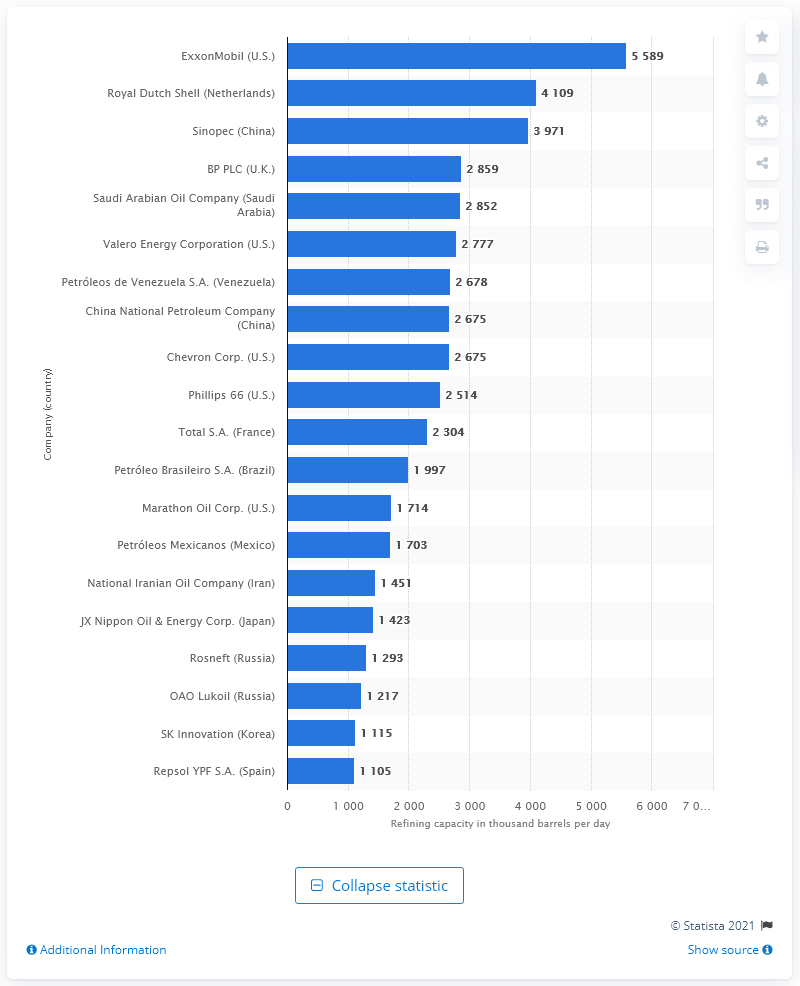 ExxonMobil (U.S.)
5 589
Royal Dutch Shell (Netherlands)
4 109
Sinopec (China)
3 971
BP PLC (U.K.)
2 859
Saudi Arabian Oil Company (Saudi
Arabia)
2 852
Valero Energy Corporation (U.S.)
2 777
Petróleos de Venezuela S.A. (Venezuela)
2 678
China National Petroleum Company
(China)
2 675
Chevron Corp. (U.S.)
2 675
Phillips 66 (U.S.)
2 514
Total S.A. (France)
2 304
Petróleo Brasileiro S.A. (Brazil)
1 997
Marathon Oil Corp. (U.S.)
1 714
Petróleos Mexicanos (Mexico)
1 703
National Iranian Oil Company (Iran)
1 451
JX Nippon Oil & Energy Corp. (Japan)
1 423
Rosneft (Russia)
1 293
OAO Lukoil (Russia)
1 217
SK Innovation (Korea)
1 115
Repsol YPF S.A. (Spain)
1 105
Company (country)
0 1 000 2 000 3 000 4 000 5 000 6 000 7 0…
Refining capacity in thousand barrels per day
Collapse statistic
© Statista 2021
Additional Information
Show source